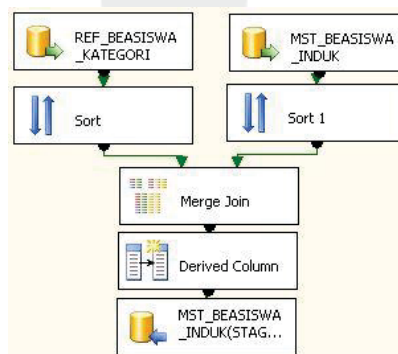 REF_BEASISWA
_KATEGORI
MST_BEASISWA
_INDUK
Sort
Sort 1
Merge Join
Derived Column
MST_BEASISWA
_INDUK(STAG...